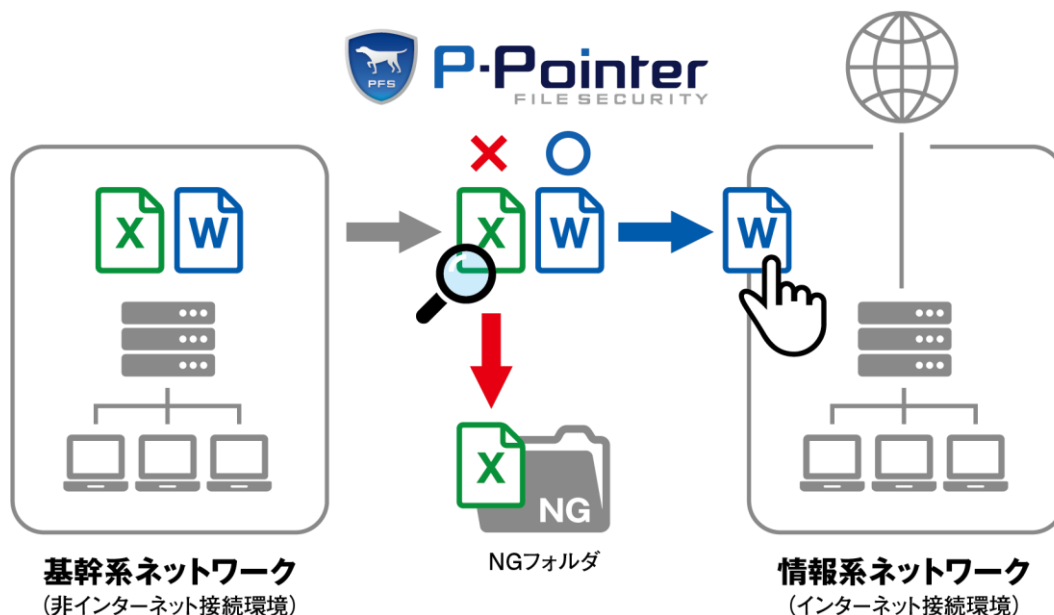 PFS
P-Pointer
FILE SECURITY
X
W
X
W
W
X
NG
NGフォルダ
基幹系ネットワーク
(非インターネット接続環境)
情報系ネットワーク
(インターネット接続環境)